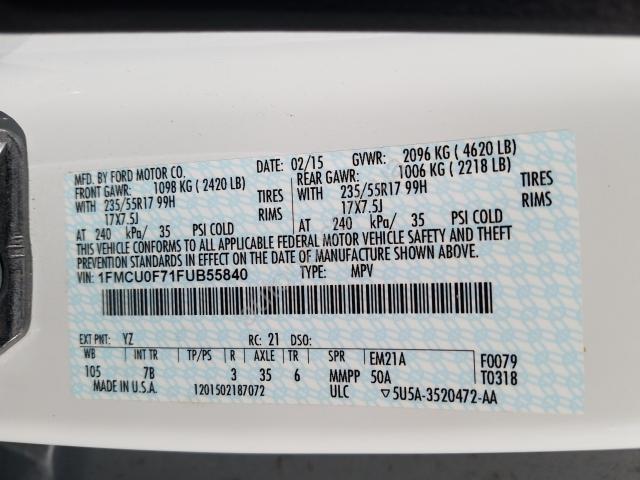 MFD. BY FORD MOTOR CO. DATE: 02/15 GVWR: 2096 KG ( 4620 LB)
FRONT GAWR: 1098 KG ( 2420 LB) REAR GAWR: 1006 KG ( 2218 LB)
WITH 235/55R17 99H TIRES WITH 235/55R17 99H TIRES
17X7.5J RIMS 17X7.5J RIMS
AT 240 kPa/ 35 PSI COLD AT 240 kPa/ 35 PSI COLD
THIS VEHICLE CONFORMS TO ALL APPLICABLE FEDERAL MOTOR VEHICLE SAFETY AND THEFT
PREVENTION STANDARDS IN EFFECT ON THE DATE OF MANUFACTURE SHOWN ABOVE.
VIN: 1FMCU0F71FUB55840 TYPE: MPV
EXT PNT: YZ RC: 21 DSO:
WB INT TR TP/PS R AXLE TR SPR EM21A F0079
105 7B 3 35 6 MMPP 50A T0318
MADE IN U.S.A. 1201502187072 ULC ▽5U5A-3520472-AA